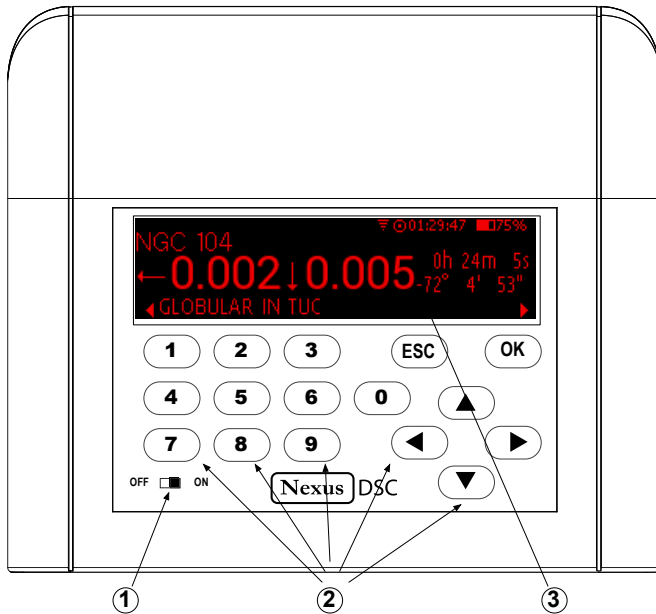 01:29:47 75%
NGC 104
←0.002↓0.005 0h 24m 5s
-72° 4' 53"
◀GLOBULAR IN TUC ▶
1 2 3 ESC OK
4 5 6 0 ▲
7 8 9 ◀ ▶
OFF ON Nexus DSC ▼
1 2 3